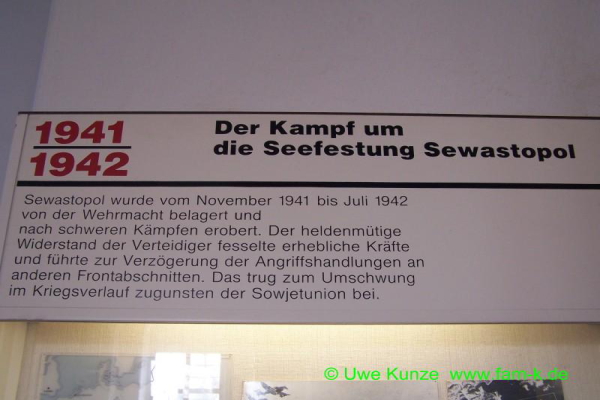 1941
1942
Der Kampf um
die Seefestung Sewastopol
Sewastopol wurde vom November 1941 bis Juli 1942
von der Wehrmacht belagert und
nach schweren Kämpfen erobert. Der heldenmütige
Widerstand der Verteidiger fesselte erhebliche Kräfte
und führte zur Verzögerung der Angriffshandlungen an
anderen Frontabschnitten. Das trug zum Umschwung
im Kriegsverlauf zugunsten der Sowjetunion bei.
© Uwe Kunze www.fam-k.de